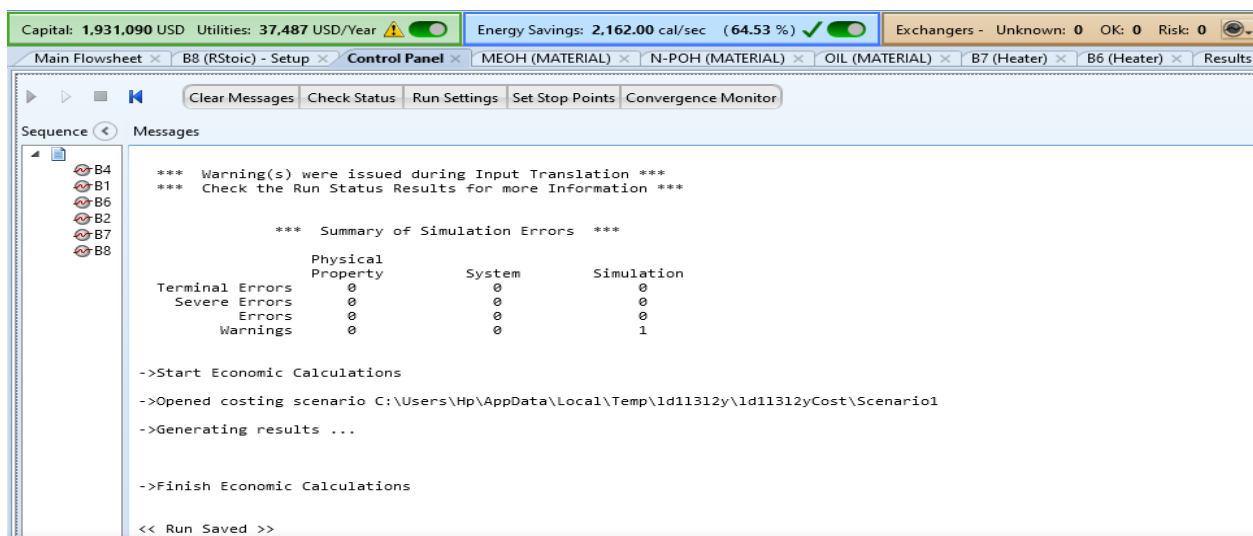 Capital: 1,931,090 USD Utilities: 37,487 USD/Year Energy Savings: 2,162.00 cal/sec (64.53 %) Exchangers - Unknown: 0 OK: 0 Risk: 0
Main Flowsheet B8 (RStoic) - Setup Control Panel MEOH (MATERIAL) N-POH (MATERIAL) OIL (MATERIAL) B7 (Heater) B6 (Heater) Results
Clear Messages Check Status Run Settings Set Stop Points Convergence Monitor
Sequence Messages
B4
B1
B6
B2
B7
B8
*** Warning(s) were issued during Input Translation ***
*** Check the Run Status Results for more Information ***
*** Summary of Simulation Errors ***
Physical
Property System Simulation
Terminal Errors 0 0 0
Severe Errors 0 0 0
Errors 0 0 0
Warnings 0 0 1
->Start Economic Calculations
->Opened costing scenario C:\Users\Hp\AppData\Local\Temp\ld11312y\ld11312yCost\Scenario1
->Generating results ...
->Finish Economic Calculations
<< Run Saved >>